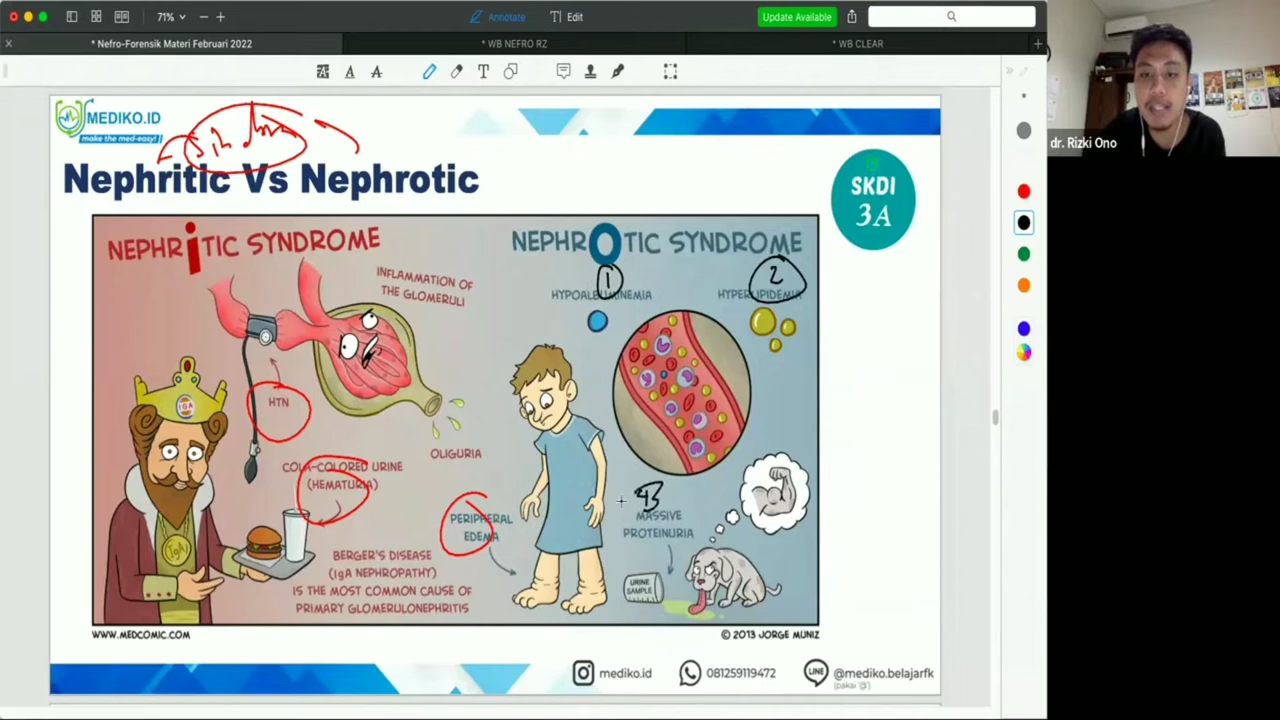 71%
Annotate
Edit
Update Available
* Nefro-Forensik Materi Februari 2022
* WB NEFRO RZ
* WB CLEAR
MEDIKO.ID
make the med-easy!
Nephritic Vs Nephrotic
19
SKDI
3A
dr. Rizki Ono
NEPHRiTIC SYNDROME
INFLAMMATION OF
THE GLOMERULI
HTN
COLA-COLORED URINE
(HEMATURIA)
OLIGURIA
IGA
IgA
BERGER'S DISEASE
(IgA NEPHROPATHY)
IS THE MOST COMMON CAUSE OF
PRIMARY GLOMERULONEPHRITIS
NEPHROTIC SYNDROME
1
2
HYPOALBUMINEMIA
HYPERLIPIDEMIA
PERIPHERAL
EDEMA
MASSIVE
PROTEINURIA
URINE
SAMPLE
WWW.MEDCOMIC.COM
© 2013 JORGE MUNIZ
mediko.id
081259119472
LINE
@mediko.belajarfk
(pakai '@')